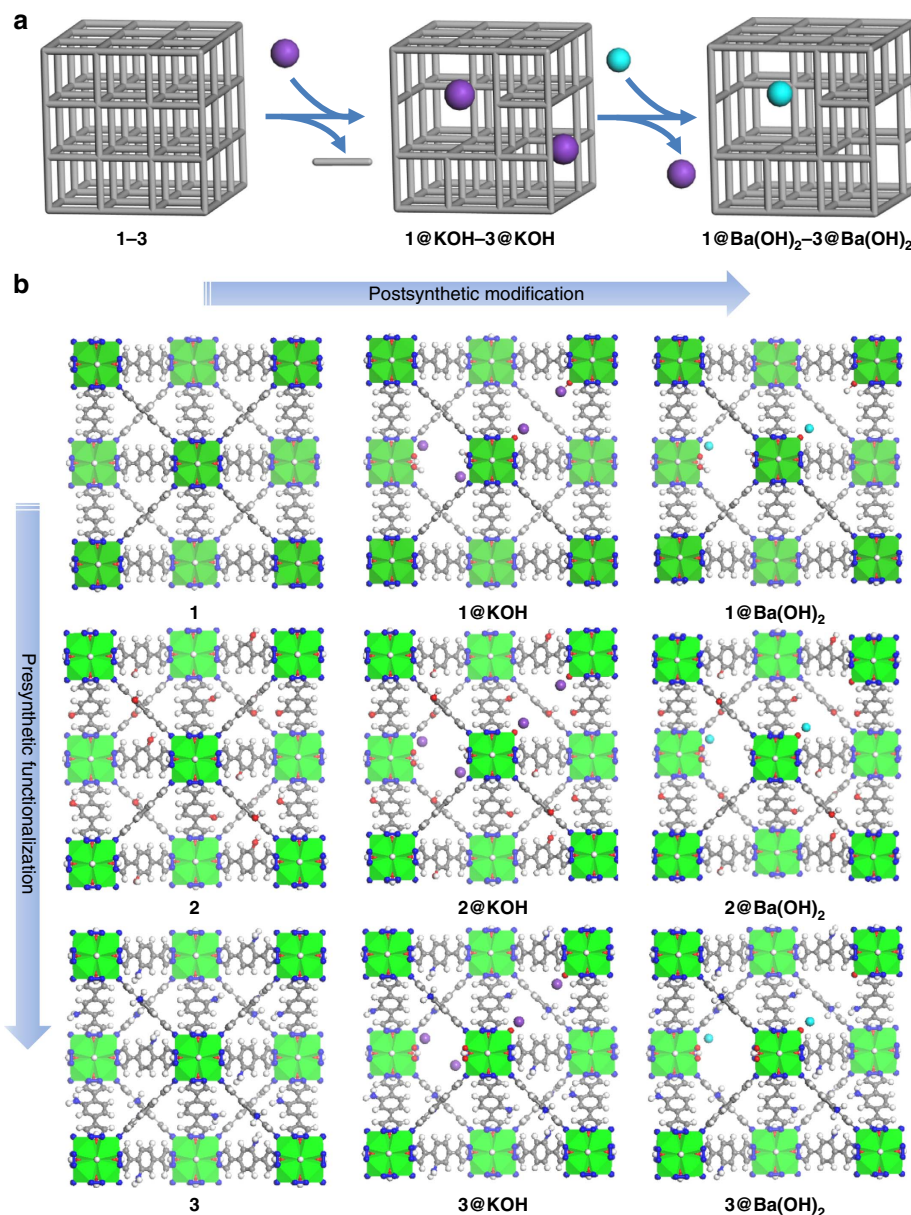 a
1–3
1@KOH–3@KOH
1@Ba(OH)₂–3@Ba(OH)₂
b
Postsynthetic modification
Presynthetic functionalization
1
1@KOH
1@Ba(OH)₂
2
2@KOH
2@Ba(OH)₂
3
3@KOH
3@Ba(OH)₂